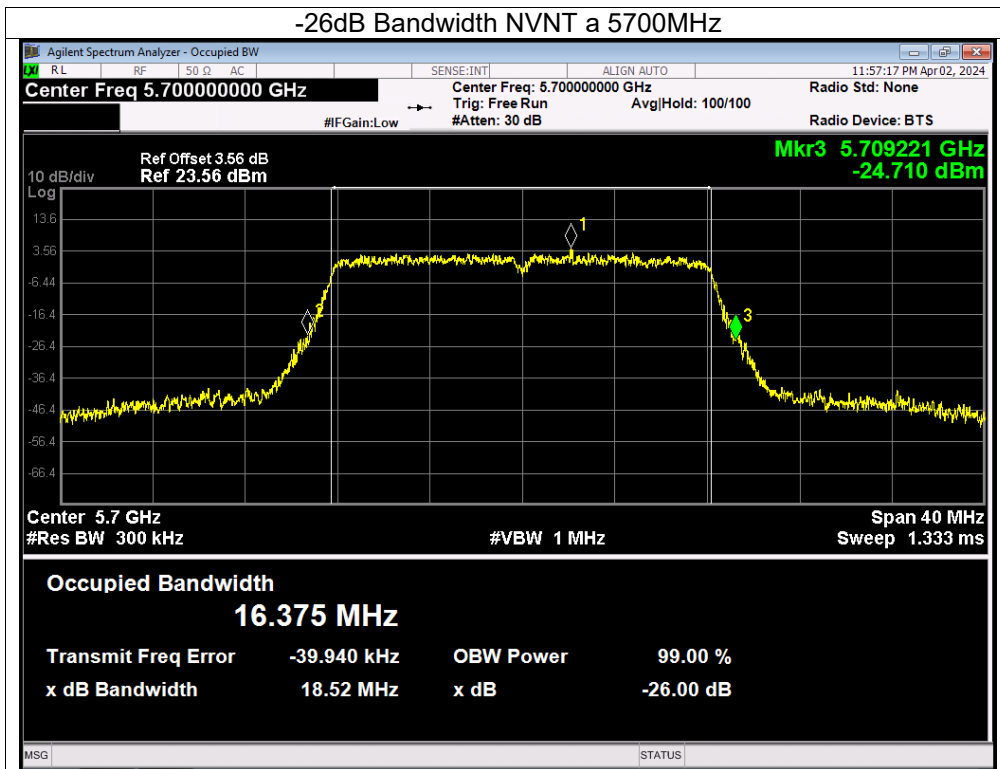 -26dB Bandwidth NVNT a 5700MHz
Agilent Spectrum Analyzer - Occupied BW
LXI RL RF 50 Ω AC SENSE:INT ALIGN AUTO 11:57:17 PM Apr 02, 2024
Center Freq 5.700000000 GHz Center Freq: 5.700000000 GHz Radio Std: None
Trig: Free Run Avg|Hold: 100/100
#IFGain:Low #Atten: 30 dB Radio Device: BTS
Mkr3 5.709221 GHz
-24.710 dBm
Ref Offset 3.56 dB
10 dB/div Ref 23.56 dBm
Log
13.6
3.56
-6.44
-16.4
-26.4
-36.4
-46.4
-56.4
-66.4
1
2
3
Center 5.7 GHz Span 40 MHz
#Res BW 300 kHz #VBW 1 MHz Sweep 1.333 ms
Occupied Bandwidth
16.375 MHz
Transmit Freq Error -39.940 kHz OBW Power 99.00 %
x dB Bandwidth 18.52 MHz x dB -26.00 dB
MSG STATUS